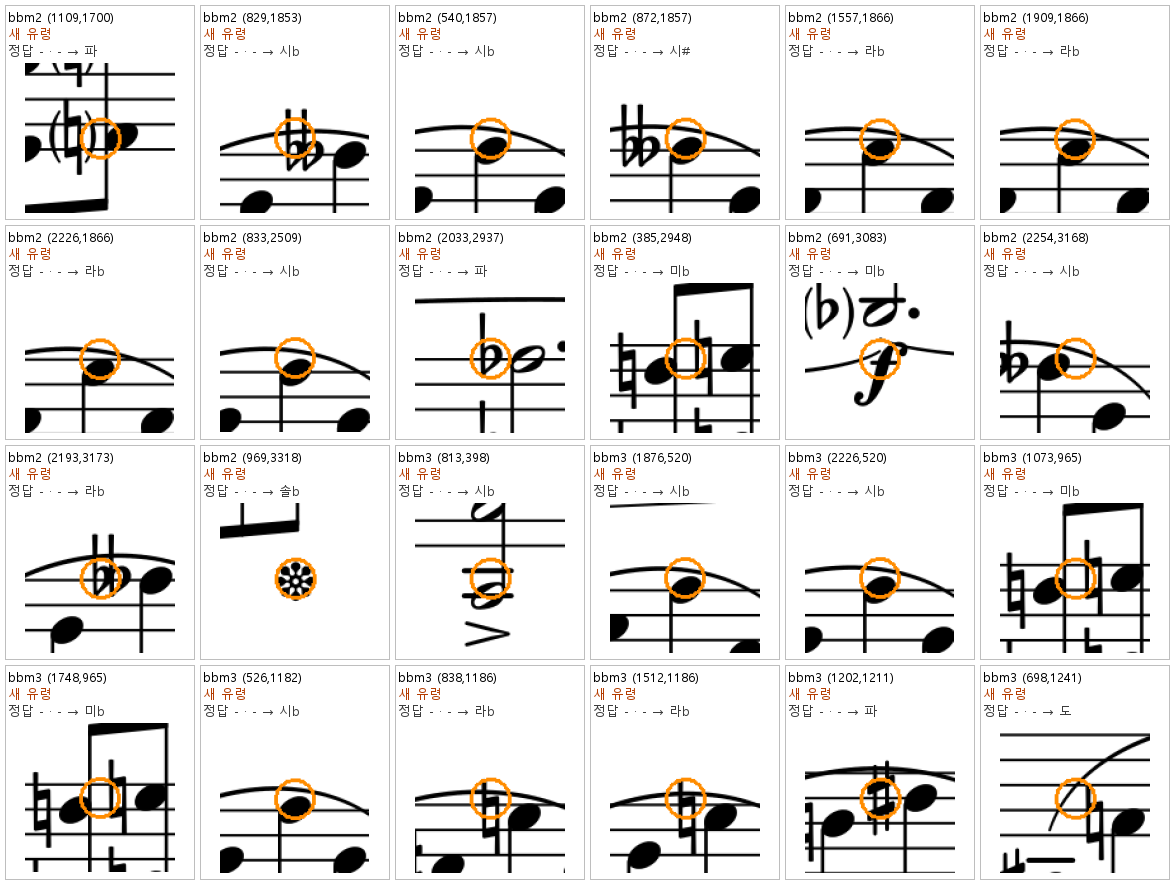 bbm2 (1109,1700)
새 유령
정답 - · - → 파
bbm2 (829,1853)
새 유령
정답 - · - → 시b
bbm2 (540,1857)
새 유령
정답 - · - → 시b
bbm2 (872,1857)
새 유령
정답 - · - → 시#
bbm2 (1557,1866)
새 유령
정답 - · - → 라b
bbm2 (1909,1866)
새 유령
정답 - · - → 라b
bbm2 (2226,1866)
새 유령
정답 - · - → 라b
bbm2 (833,2509)
새 유령
정답 - · - → 시b
bbm2 (2033,2937)
새 유령
정답 - · - → 파
bbm2 (385,2948)
새 유령
정답 - · - → 미b
bbm2 (691,3083)
새 유령
정답 - · - → 미b
bbm2 (2254,3168)
새 유령
정답 - · - → 시b
bbm2 (2193,3173)
새 유령
정답 - · - → 라b
bbm2 (969,3318)
새 유령
정답 - · - → 솔b
bbm3 (813,398)
새 유령
정답 - · - → 시b
bbm3 (1876,520)
새 유령
정답 - · - → 시b
bbm3 (2226,520)
새 유령
정답 - · - → 시b
bbm3 (1073,965)
새 유령
정답 - · - → 미b
bbm3 (1748,965)
새 유령
정답 - · - → 미b
bbm3 (526,1182)
새 유령
정답 - · - → 시b
bbm3 (838,1186)
새 유령
정답 - · - → 라b
bbm3 (1512,1186)
새 유령
정답 - · - → 라b
bbm3 (1202,1211)
새 유령
정답 - · - → 파
bbm3 (698,1241)
새 유령
정답 - · - → 도